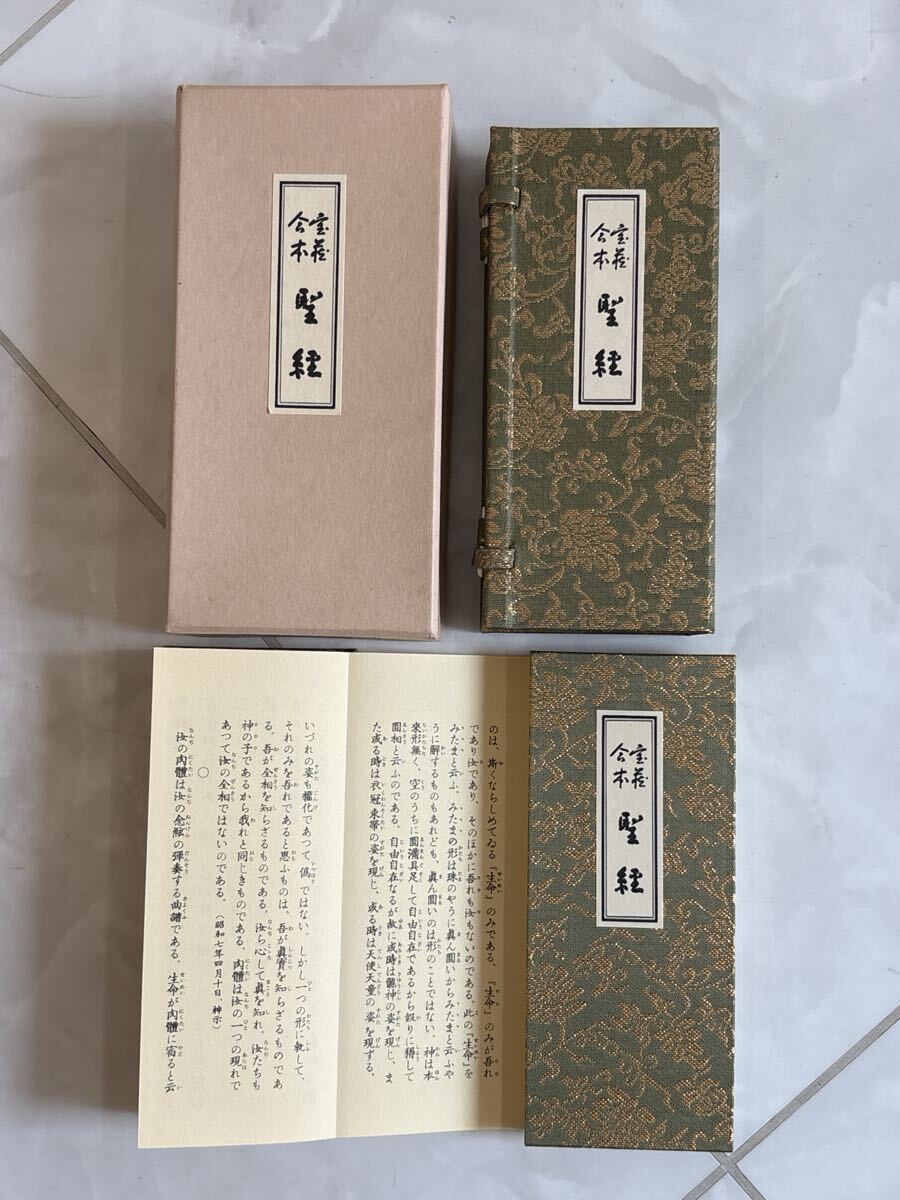 宝蔵
合本
聖經
宝蔵
合本
聖經
宝蔵
合本
聖經
のは、斯くならしめてゐる『生命』のみである、『生命』のみが吾れ
であり汝であり、そのほかに吾れも汝もないのである。此の『生命』を
みたまと云ふ、みたまの形は珠のやうに真ん圓いからみたまと云ふや
うに解するものもあれども、真ん圓いのは形のことではない。神は本
來形無く、空のうちに圓滿具足して自由自在であるから假りに稱して
圓相と云ふのである。自由自在なるが故に或時は龍神の姿を現じ、ま
た或る時は衣冠束帶の姿を現じ、或る時は天使天童の姿を現ずる。
いづれの姿も權化であつて、僞ではない。しかし一つの形に執して、
それのみを吾れであると思ふものは、吾が眞實を知らざるものであ
る。吾が全相を知らざるものである。汝ら心して眞を知れ。汝たちも
神の子であるから我れと同じきものである。肉體は汝の一つの現れで
あつて汝の全相ではないのである。（昭和七年四月十日、神示）
○
汝の肉體は汝の念絃の彈奏する曲譜である。生命が肉體に宿ると云